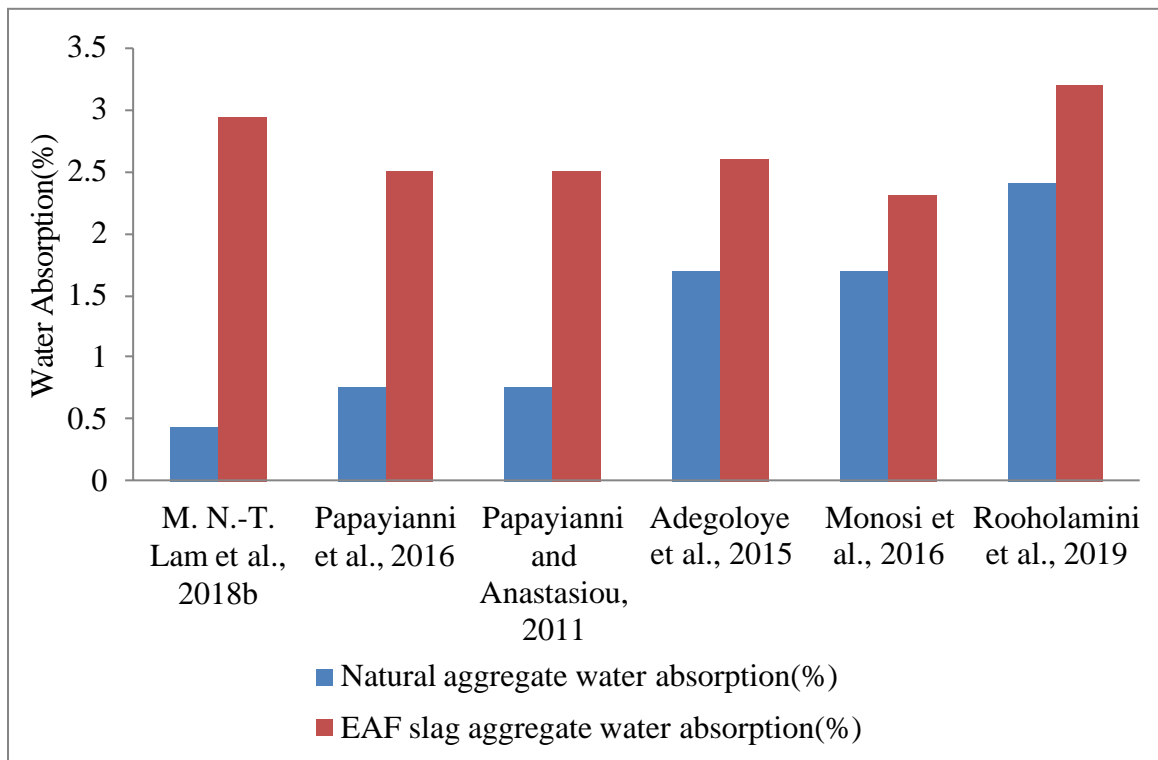 Water Absorption(%)
3.5
3
2.5
2
1.5
1
0.5
0
M. N.-T.
Lam et al.,
2018b
Papayianni
et al., 2016
Papayianni
and
Anastasiou,
2011
Adegoloye
et al., 2015
Monosi et
al., 2016
Rooholamini
et al., 2019
Natural aggregate water absorption(%)
EAF slag aggregate water absorption(%)